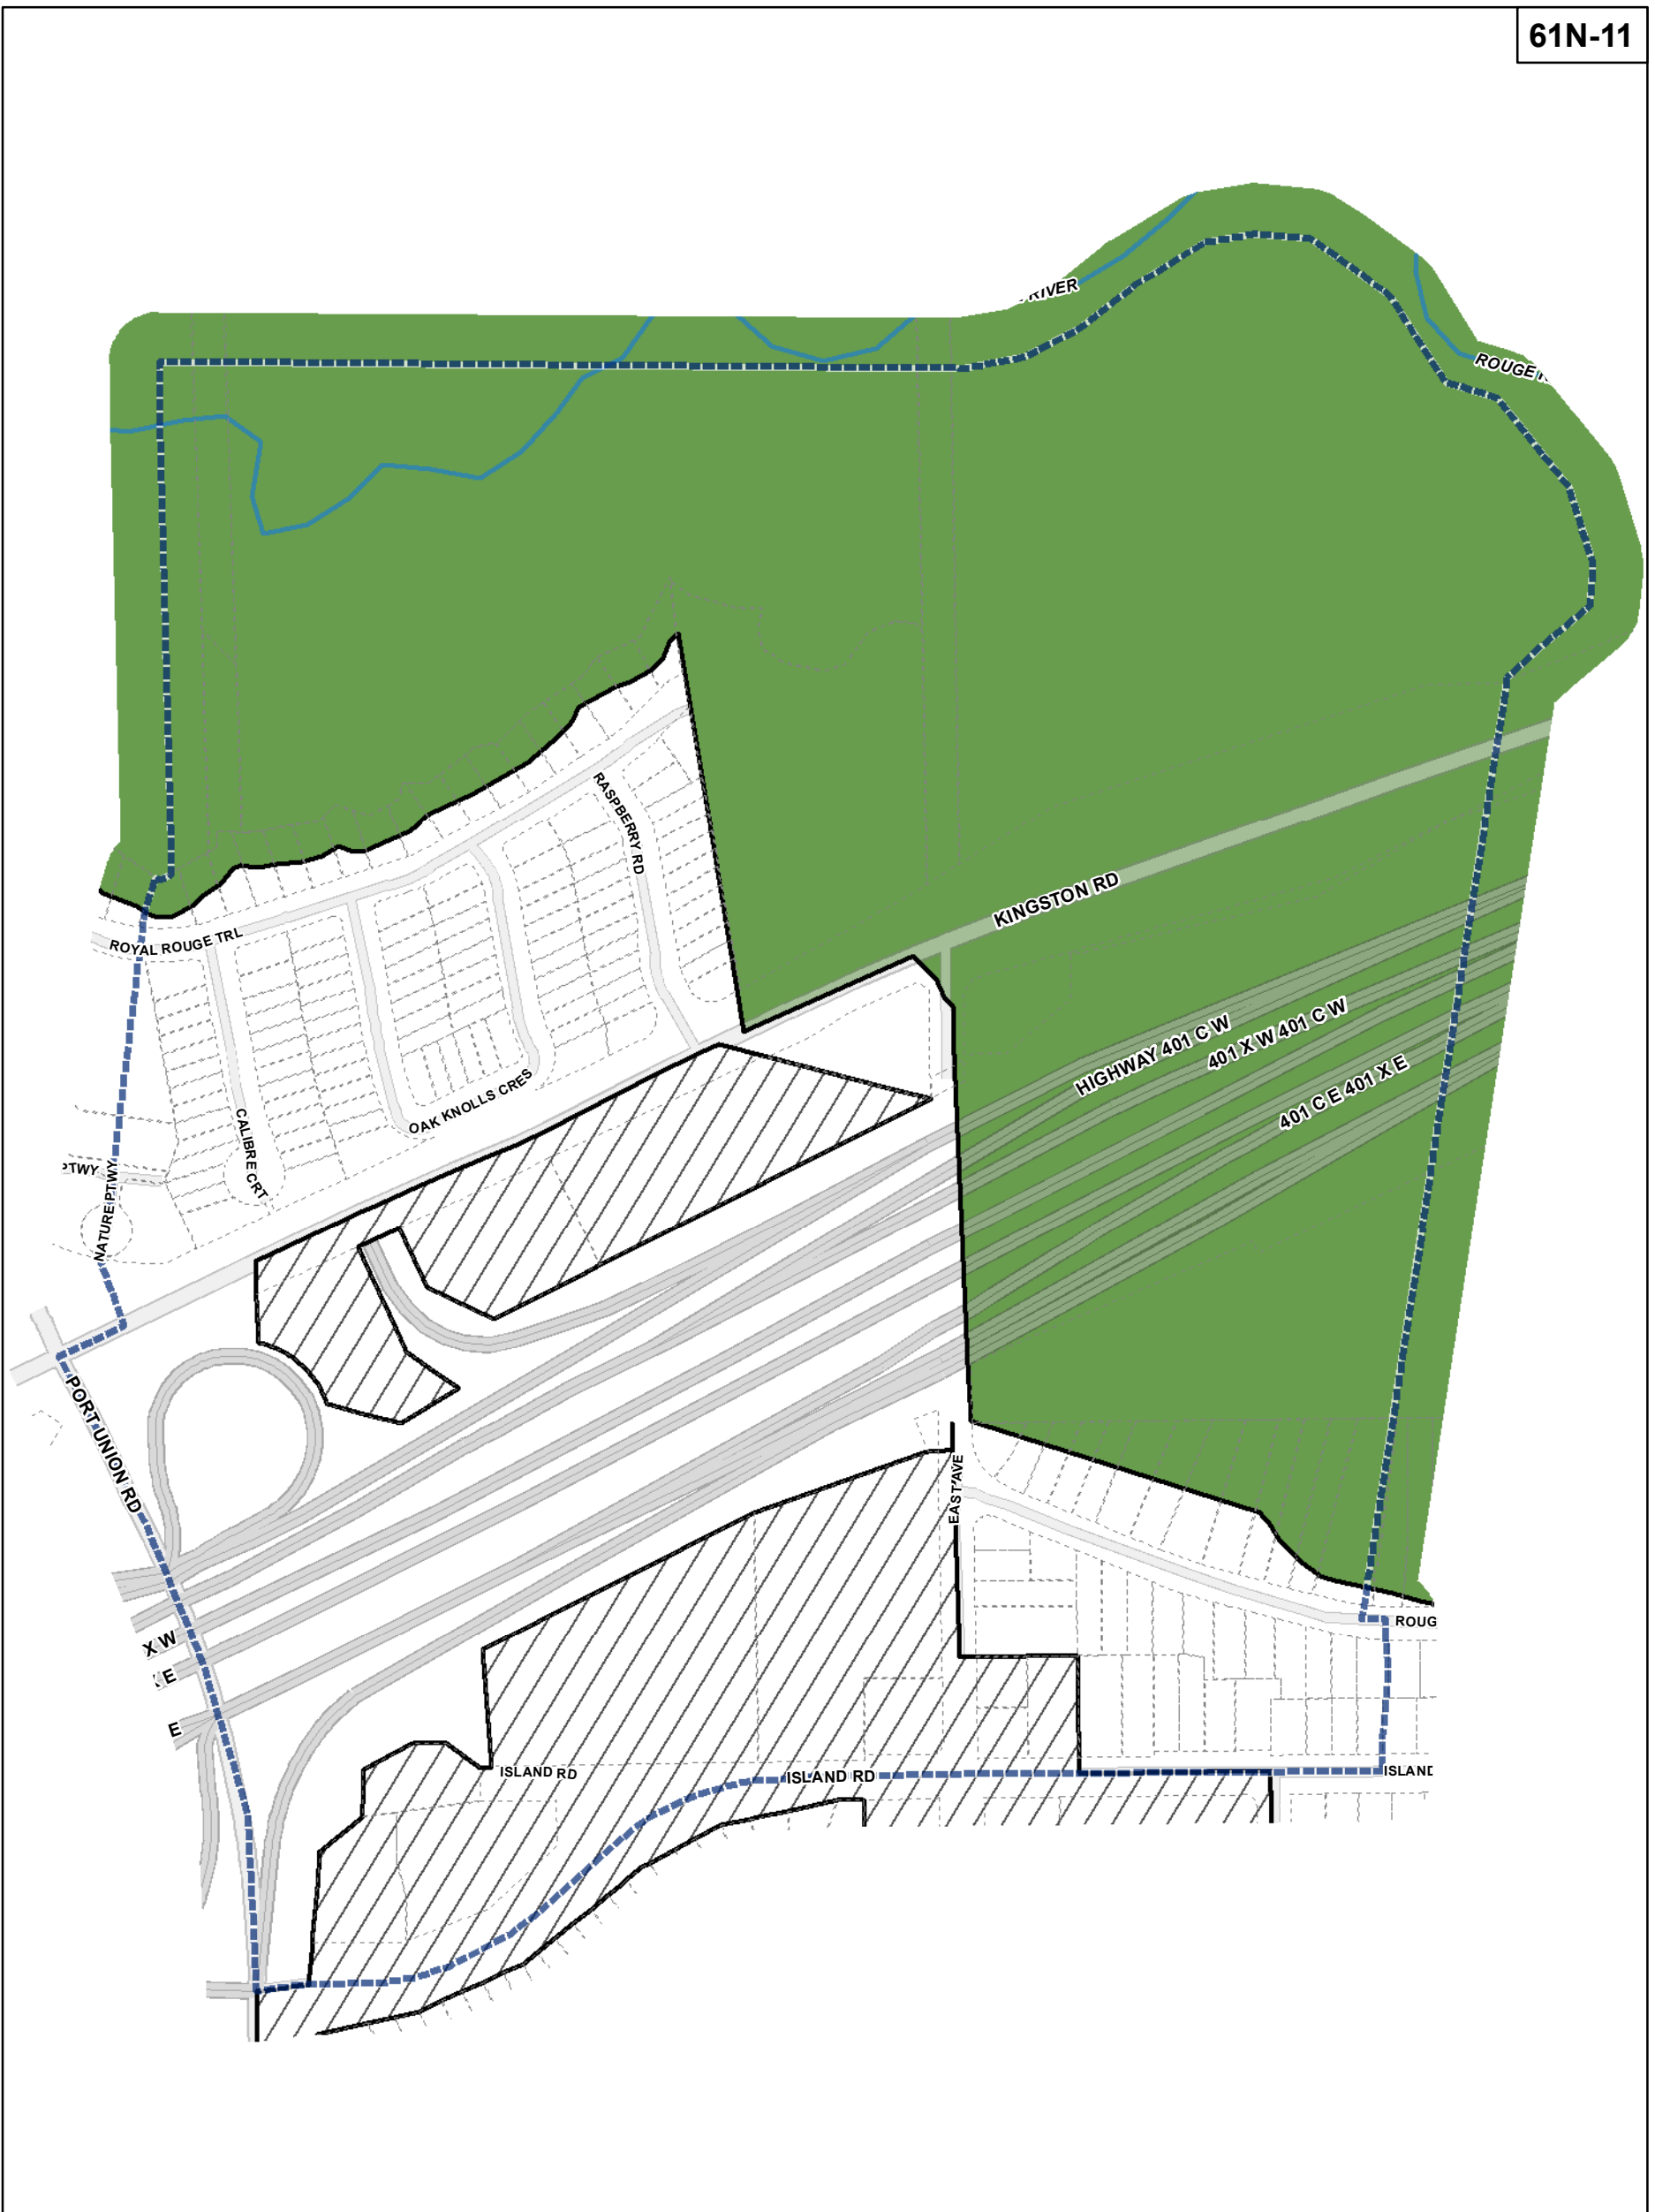 61N-11
RIVER
ROUGE
RASPBERRY RD
KINGSTON RD
ROYAL ROUGE TRL
HIGHWAY 401 C W
401 X W 401 C W
401 C E 401 X E
OAK KNOLLS CRES
CALIBRE CRT
PTWY
NATURE PTWY
PORT UNION RD
EAST AVE
ROUG
X W
E
E
ISLAND RD
ISLAND RD
ISLAND